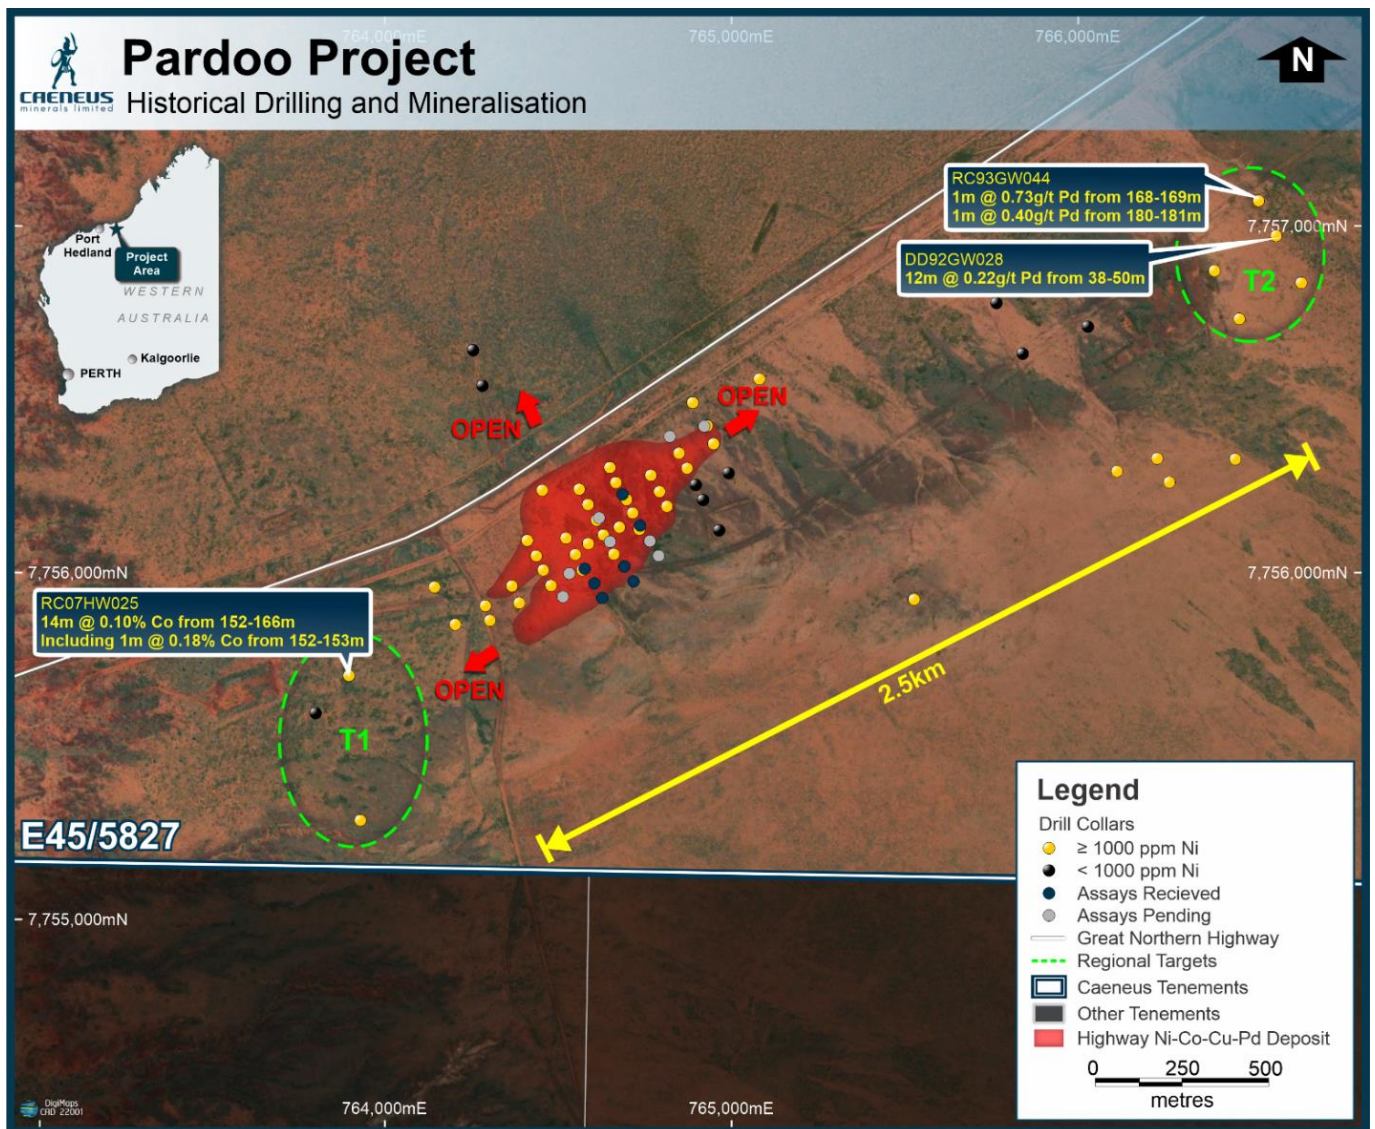 764,000mE
765,000mE
766,000mE
CAENEUS
minerals limited
Pardoo Project
Historical Drilling and Mineralisation
N
Port
Hedland
Project
Area
WESTERN
AUSTRALIA
Kalgoorlie
PERTH
RC93GW044
1m @ 0.73g/t Pd from 168-169m
1m @ 0.40g/t Pd from 180-181m
7,757,000mN
DD92GW028
12m @ 0.22g/t Pd from 38-50m
T2
OPEN
OPEN
7,756,000mN
7,756,000mN
RC07HW025
14m @ 0.10% Co from 152-166m
Including 1m @ 0.18% Co from 152-153m
OPEN
2.5km
T1
E45/5827
7,755,000mN
Legend
Drill Collars
≥ 1000 ppm Ni
< 1000 ppm Ni
Assays Recieved
Assays Pending
Great Northern Highway
Regional Targets
Caeneus Tenements
Other Tenements
Highway Ni-Co-Cu-Pd Deposit
0 250 500
metres
DigiMaps
CAD 22001
764,000mE
765,000mE